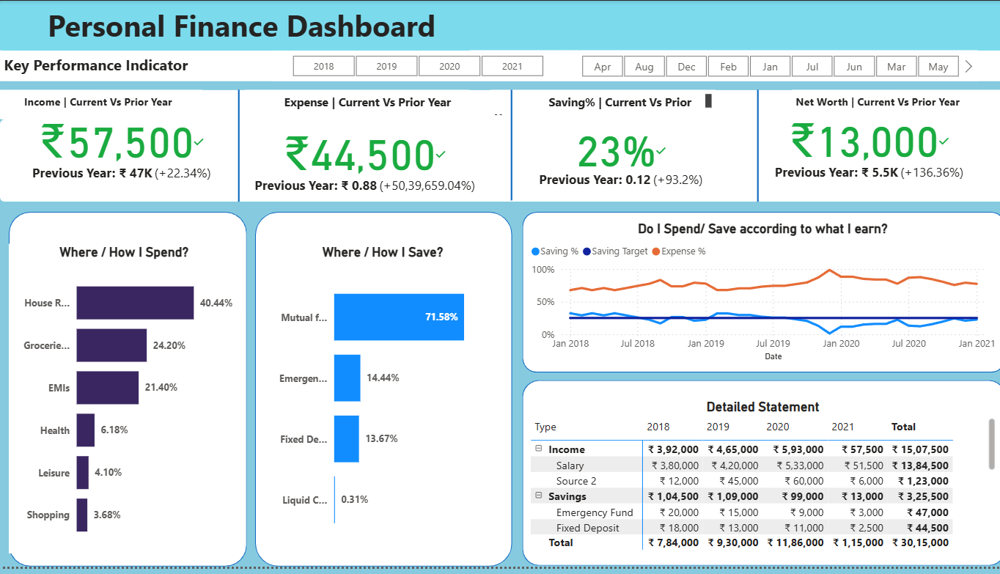 Personal Finance Dashboard
Key Performance Indicator
2018 2019 2020 2021
Apr Aug Dec Feb Jan Jul Jun Mar May
Income | Current Vs Prior Year
₹57,500
Previous Year: ₹ 47K (+22.34%)
Expense | Current Vs Prior Year
--
₹44,500
Previous Year: ₹ 0.88 (+50,39,659.04%)
Saving% | Current Vs Prior
23%
Previous Year: 0.12 (+93.2%)
Net Worth | Current Vs Prior Year
₹13,000
Previous Year: ₹ 5.5K (+136.36%)
Where / How I Spend?
House R... 40.44%
Grocerie... 24.20%
EMIs 21.40%
Health 6.18%
Leisure 4.10%
Shopping 3.68%
Where / How I Save?
Mutual f... 71.58%
Emergen... 14.44%
Fixed De... 13.67%
Liquid C... 0.31%
Do I Spend/ Save according to what I earn?
Saving % Saving Target Expense %
100%
50%
0%
Jan 2018 Jul 2018 Jan 2019 Jul 2019 Jan 2020 Jul 2020 Jan 2021
Date
Detailed Statement
Type 2018 2019 2020 2021 Total
Income ₹ 3,92,000 ₹ 4,65,000 ₹ 5,93,000 ₹ 57,500 ₹ 15,07,500
Salary ₹ 3,80,000 ₹ 4,20,000 ₹ 5,33,000 ₹ 51,500 ₹ 13,84,500
Source 2 ₹ 12,000 ₹ 45,000 ₹ 60,000 ₹ 6,000 ₹ 1,23,000
Savings ₹ 1,04,500 ₹ 1,09,000 ₹ 99,000 ₹ 13,000 ₹ 3,25,500
Emergency Fund ₹ 20,000 ₹ 15,000 ₹ 9,000 ₹ 3,000 ₹ 47,000
Fixed Deposit ₹ 18,000 ₹ 13,000 ₹ 11,000 ₹ 2,500 ₹ 44,500
Total ₹ 7,84,000 ₹ 9,30,000 ₹ 11,86,000 ₹ 1,15,000 ₹ 30,15,000